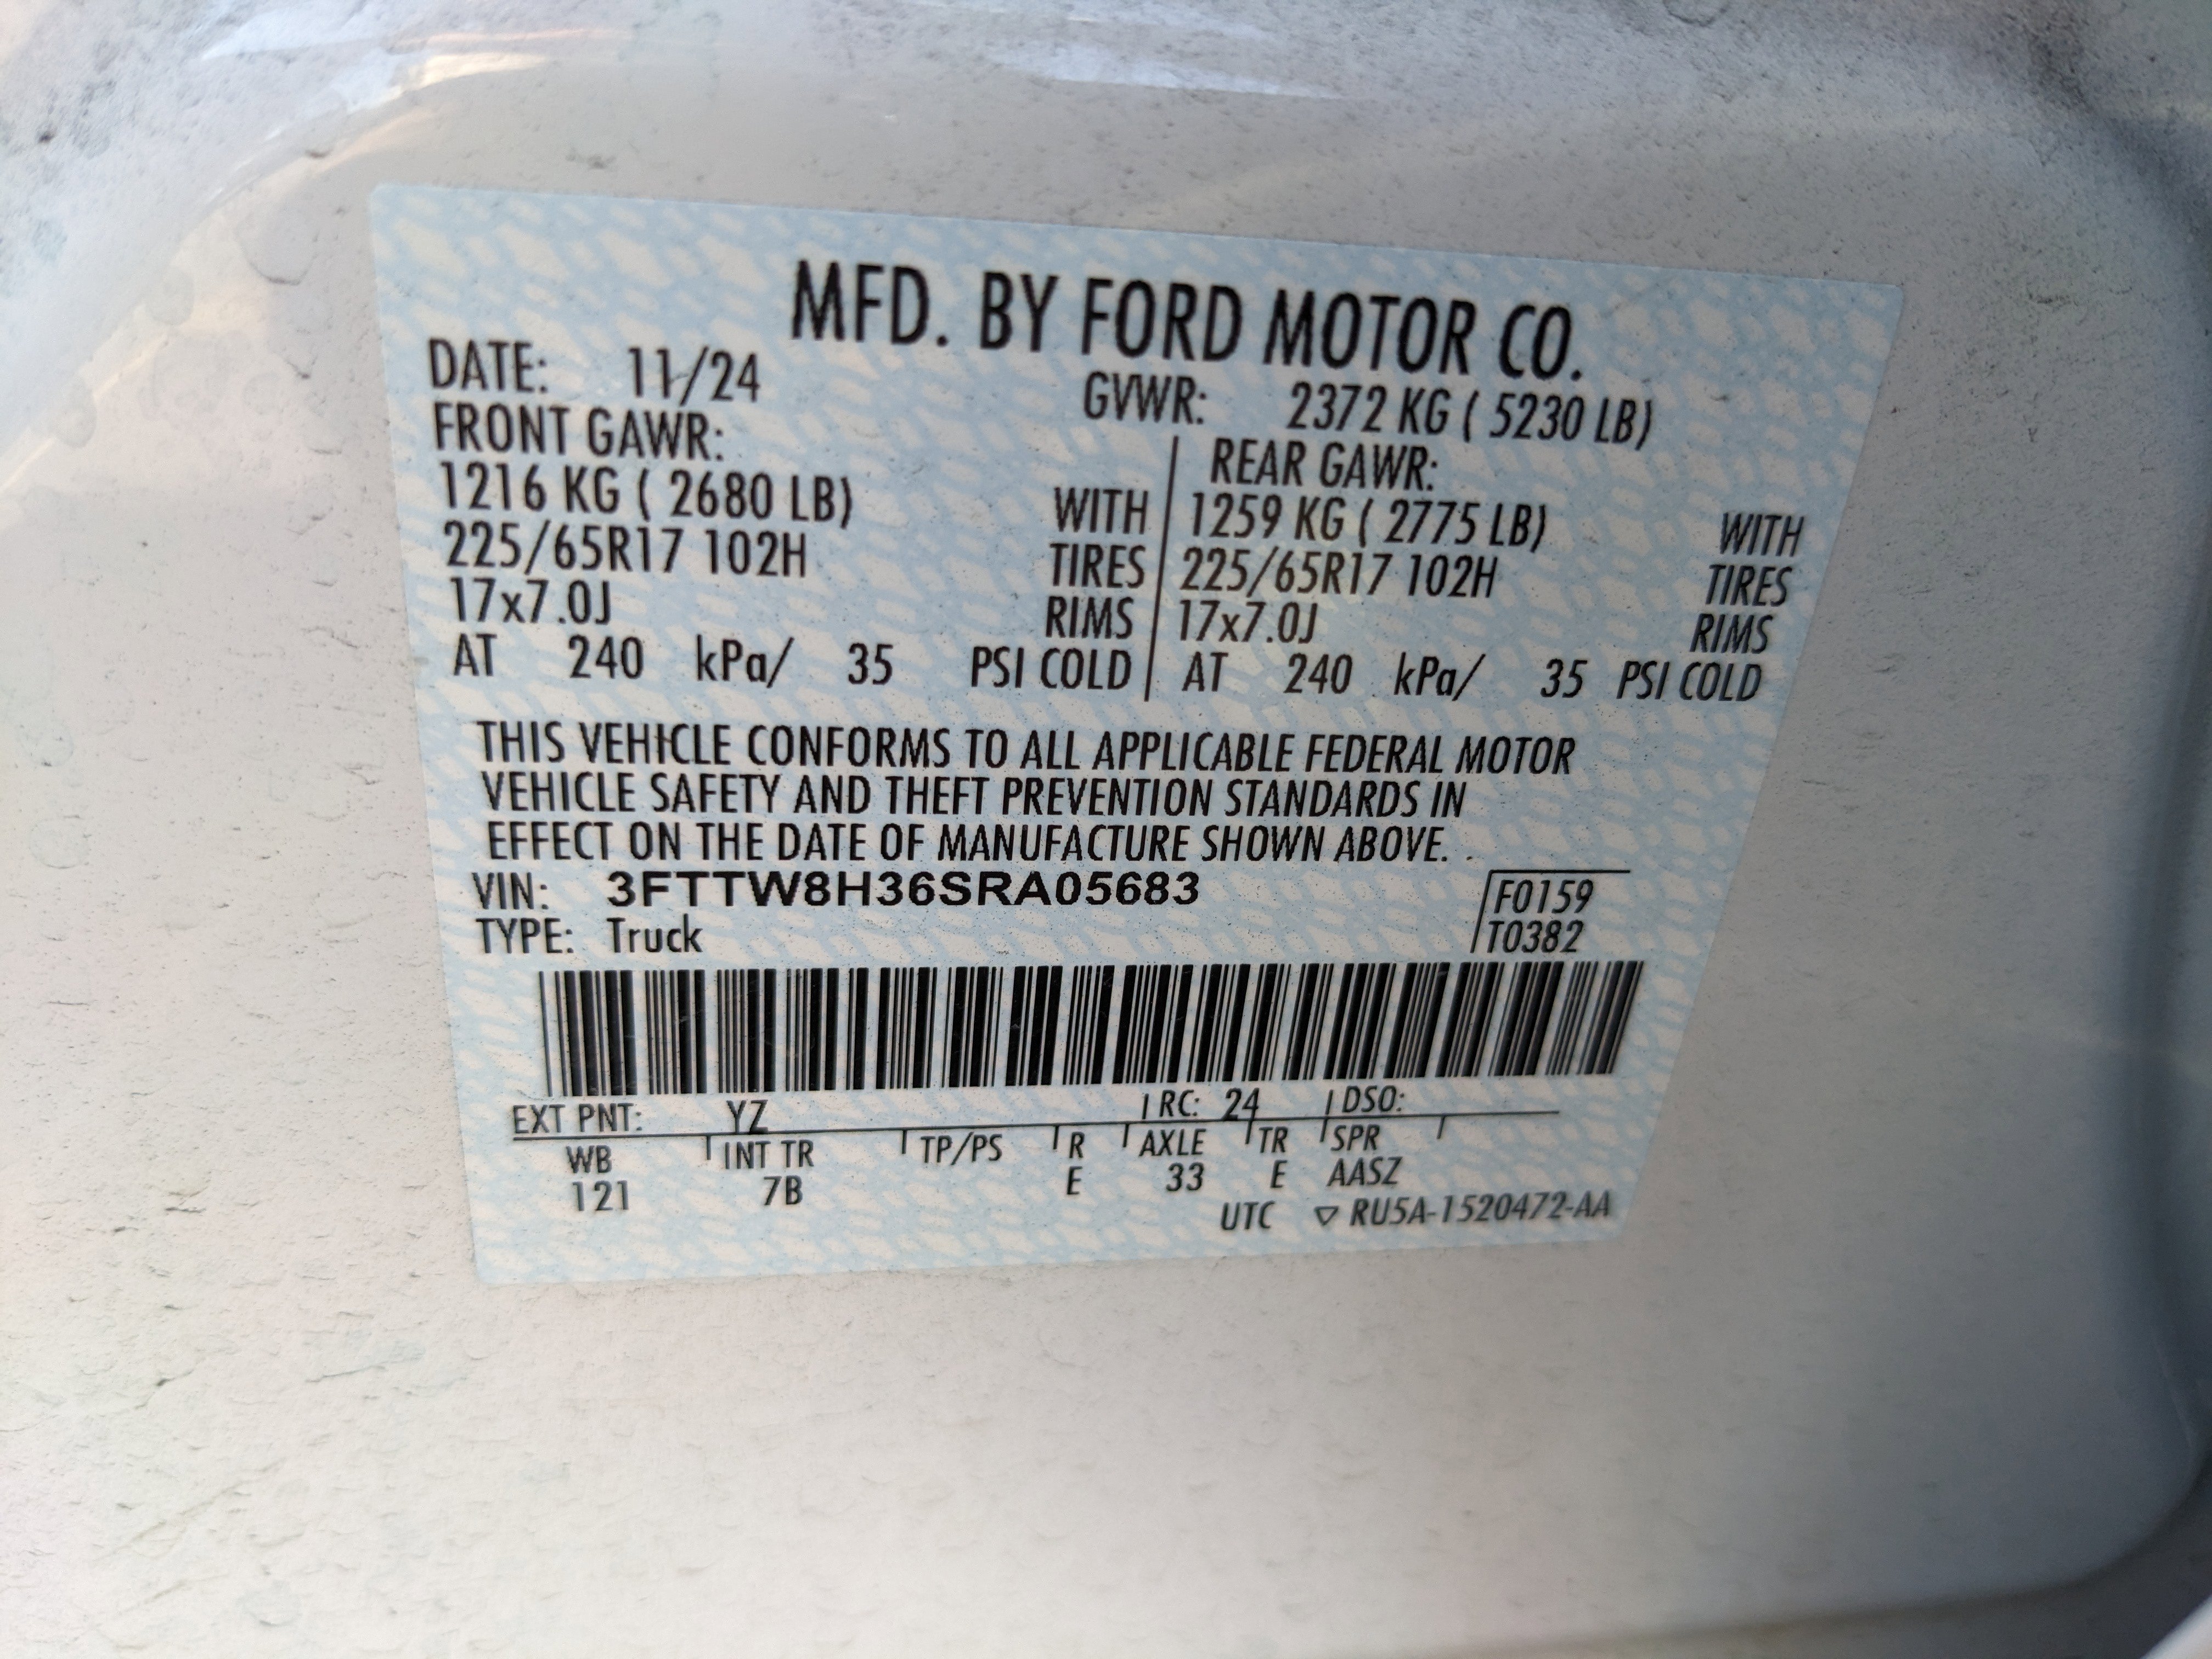 MFD. BY FORD MOTOR CO.
DATE: 11/24 GVWR: 2372 KG ( 5230 LB)
FRONT GAWR: REAR GAWR:
1216 KG ( 2680 LB) WITH 1259 KG ( 2775 LB) WITH
225/65R17 102H TIRES 225/65R17 102H TIRES
17x7.0J RIMS 17x7.0J RIMS
AT 240 kPa/ 35 PSI COLD AT 240 kPa/ 35 PSI COLD
THIS VEHICLE CONFORMS TO ALL APPLICABLE FEDERAL MOTOR
VEHICLE SAFETY AND THEFT PREVENTION STANDARDS IN
EFFECT ON THE DATE OF MANUFACTURE SHOWN ABOVE. .
VIN: 3FTTW8H36SRA05683 F0159
TYPE: Truck T0382
EXT PNT: YZ RC: 24 DSO:
WB INT TR TP/PS R AXLE TR SPR
121 7B E 33 E AASZ
UTC ▽ RU5A-1520472-AA